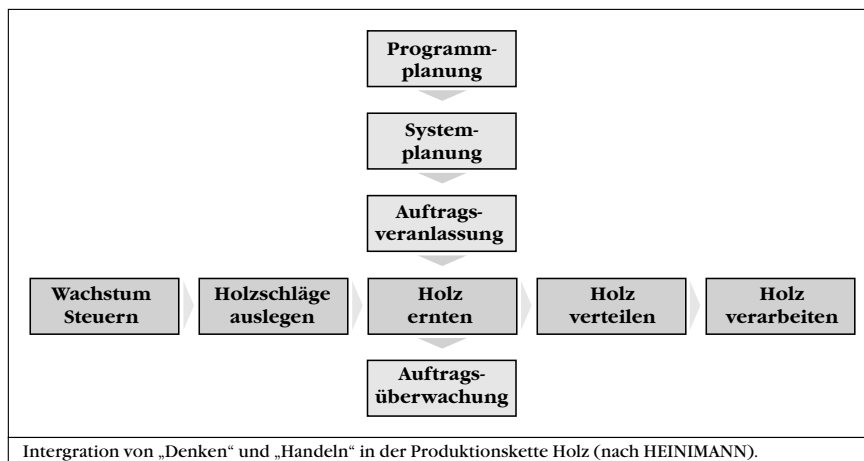 Programm-
planung
System-
planung
Auftrags-
veranlassung
Wachstum
Steuern
Holzschläge
auslegen
Holz
ernten
Holz
verteilen
Holz
verarbeiten
Auftrags-
überwachung
Intergration von „Denken“ und „Handeln“ in der Produktionskette Holz (nach HEINIMANN).